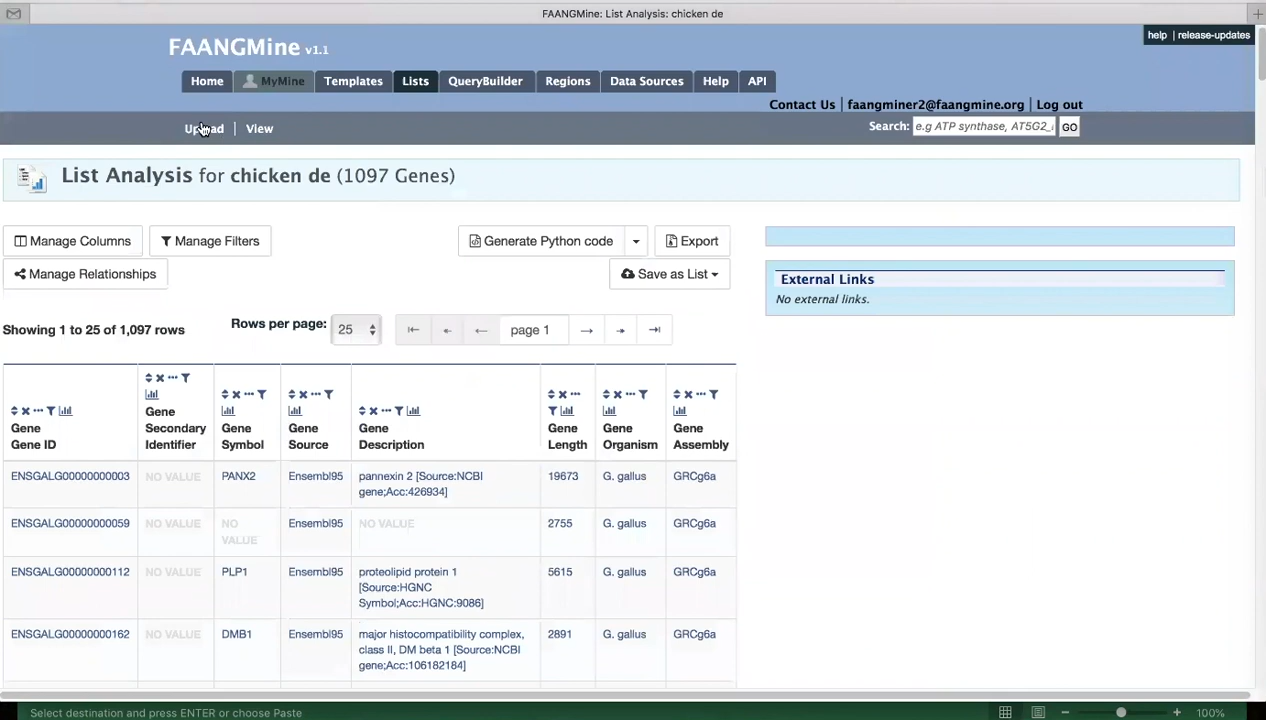 FAANGMine: List Analysis: chicken de
help | release-updates
FAANGMine v1.1
Home
MyMine
Templates
Lists
QueryBuilder
Regions
Data Sources
Help
API
Contact Us | faangminer2@faangmine.org | Log out
Upload | View
Search: e.g ATP synthase, AT5G2_ GO
List Analysis for chicken de (1097 Genes)
Manage Columns
Manage Filters
Generate Python code
Export
Manage Relationships
Save as List
External Links
No external links.
Showing 1 to 25 of 1,097 rows
Rows per page: 25
page 1
Gene Gene ID
Gene Secondary Identifier
Gene Symbol
Gene Source
Gene Description
Gene Length
Gene Organism
Gene Assembly
ENSGALG00000000003 NO VALUE PANX2 Ensembl95 pannexin 2 [Source:NCBI gene;Acc:426934] 19673 G. gallus GRCg6a
ENSGALG00000000059 NO VALUE NO VALUE Ensembl95 NO VALUE 2755 G. gallus GRCg6a
ENSGALG00000000112 NO VALUE PLP1 Ensembl95 proteolipid protein 1 [Source:HGNC Symbol;Acc:HGNC:9086] 5615 G. gallus GRCg6a
ENSGALG00000000162 NO VALUE DMB1 Ensembl95 major histocompatibility complex, class II, DM beta 1 [Source:NCBI gene;Acc:106182184] 2891 G. gallus GRCg6a
Select destination and press ENTER or choose Paste
100%